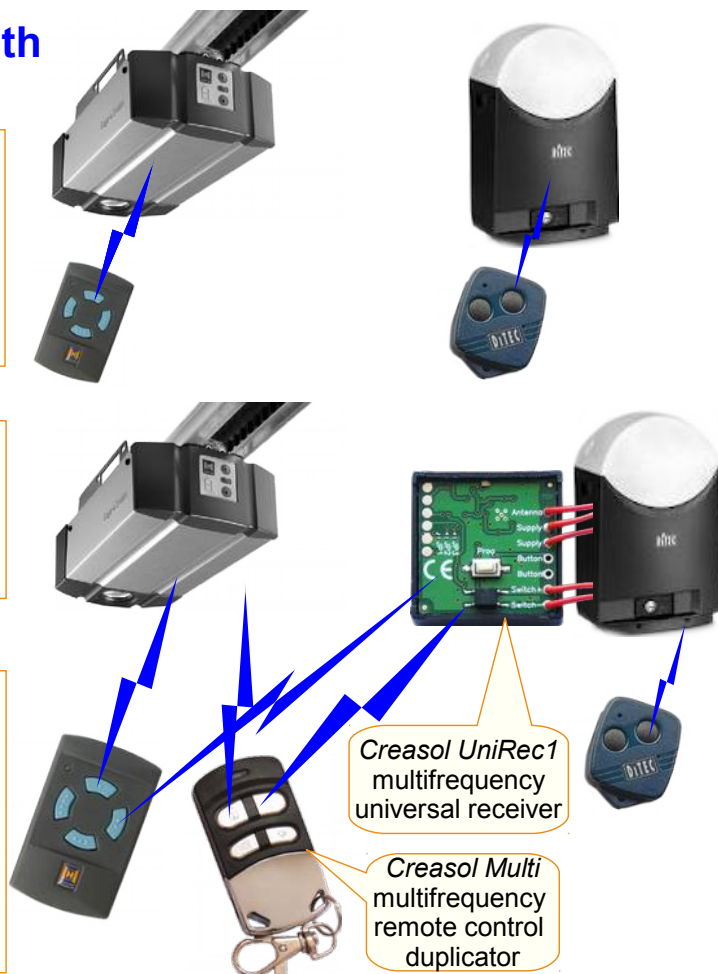 th
DITEC
DITEC
Antenna
Supply
Supply
Prog
Button
Button
Switch+
Switch-
CE
DITEC
DITEC
Creasol UniRec1
multifrequency
universal receiver
Creasol Multi
multifrequency
remote control
duplicator